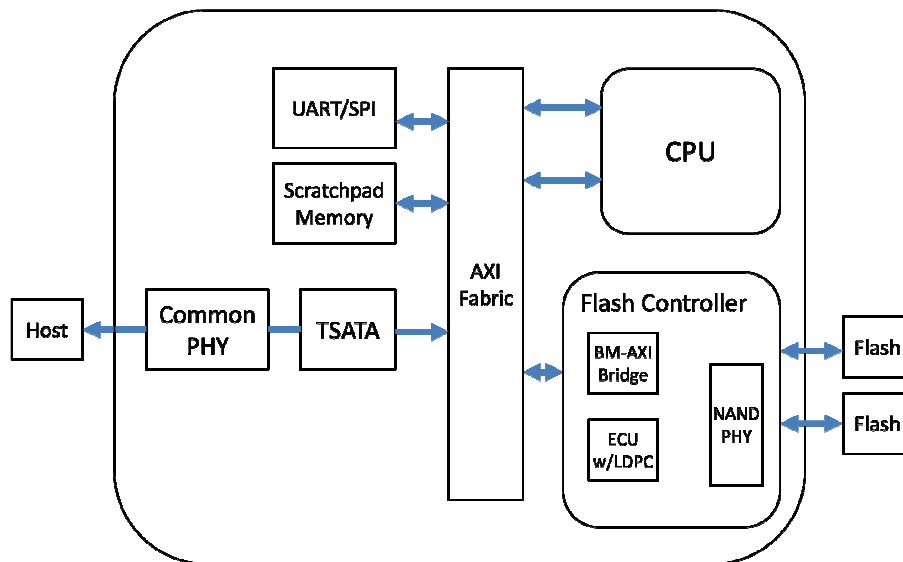 UART/SPI
Scratchpad
Memory
CPU
AXI
Fabric
Host
Common
PHY
TSATA
Flash Controller
BM-AXI
Bridge
ECU
w/LDPC
NAND
PHY
Flash
Flash